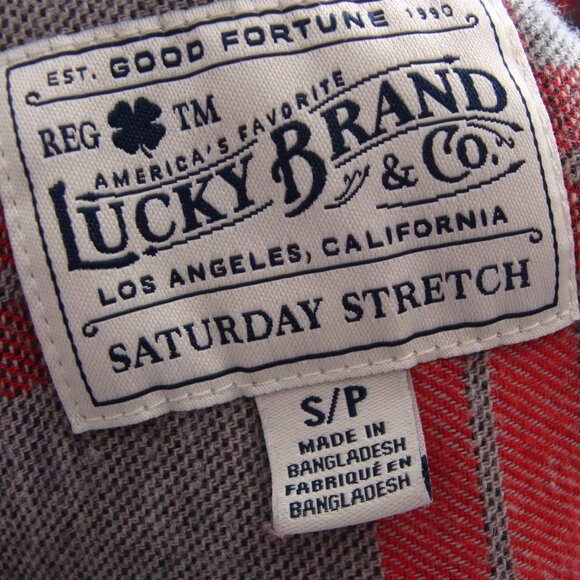 EST. GOOD FORTUNE 1990
REG TM
AMERICA'S FAVORITE
LUCKY BRAND & CO.
LOS ANGELES, CALIFORNIA
SATURDAY STRETCH
S/P
MADE IN
BANGLADESH
FABRIQUÉ EN
BANGLADESH